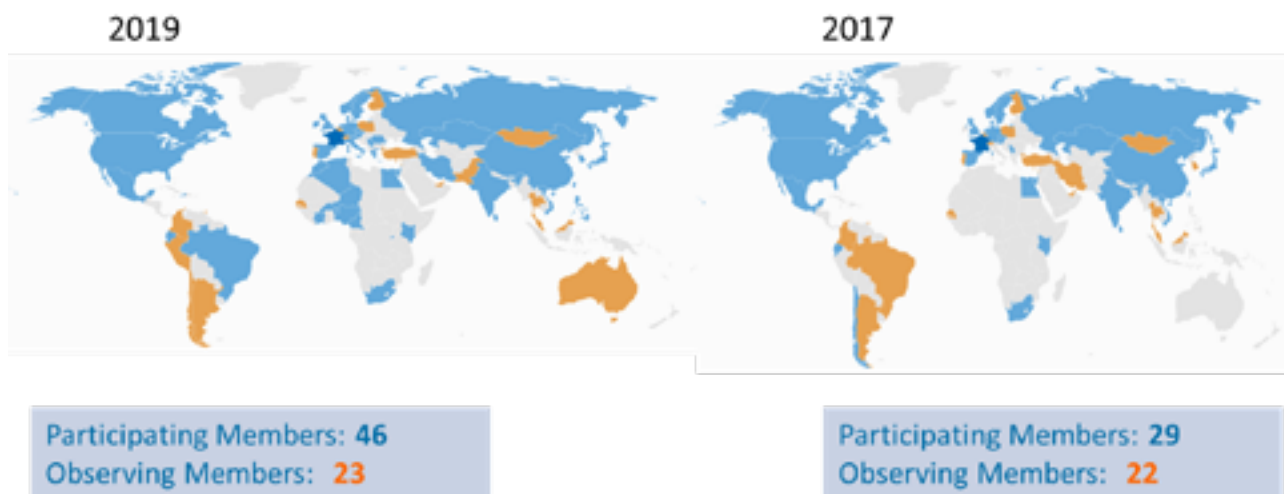 2019
2017
Participating Members: 46
Observing Members: 23
Participating Members: 29
Observing Members: 22